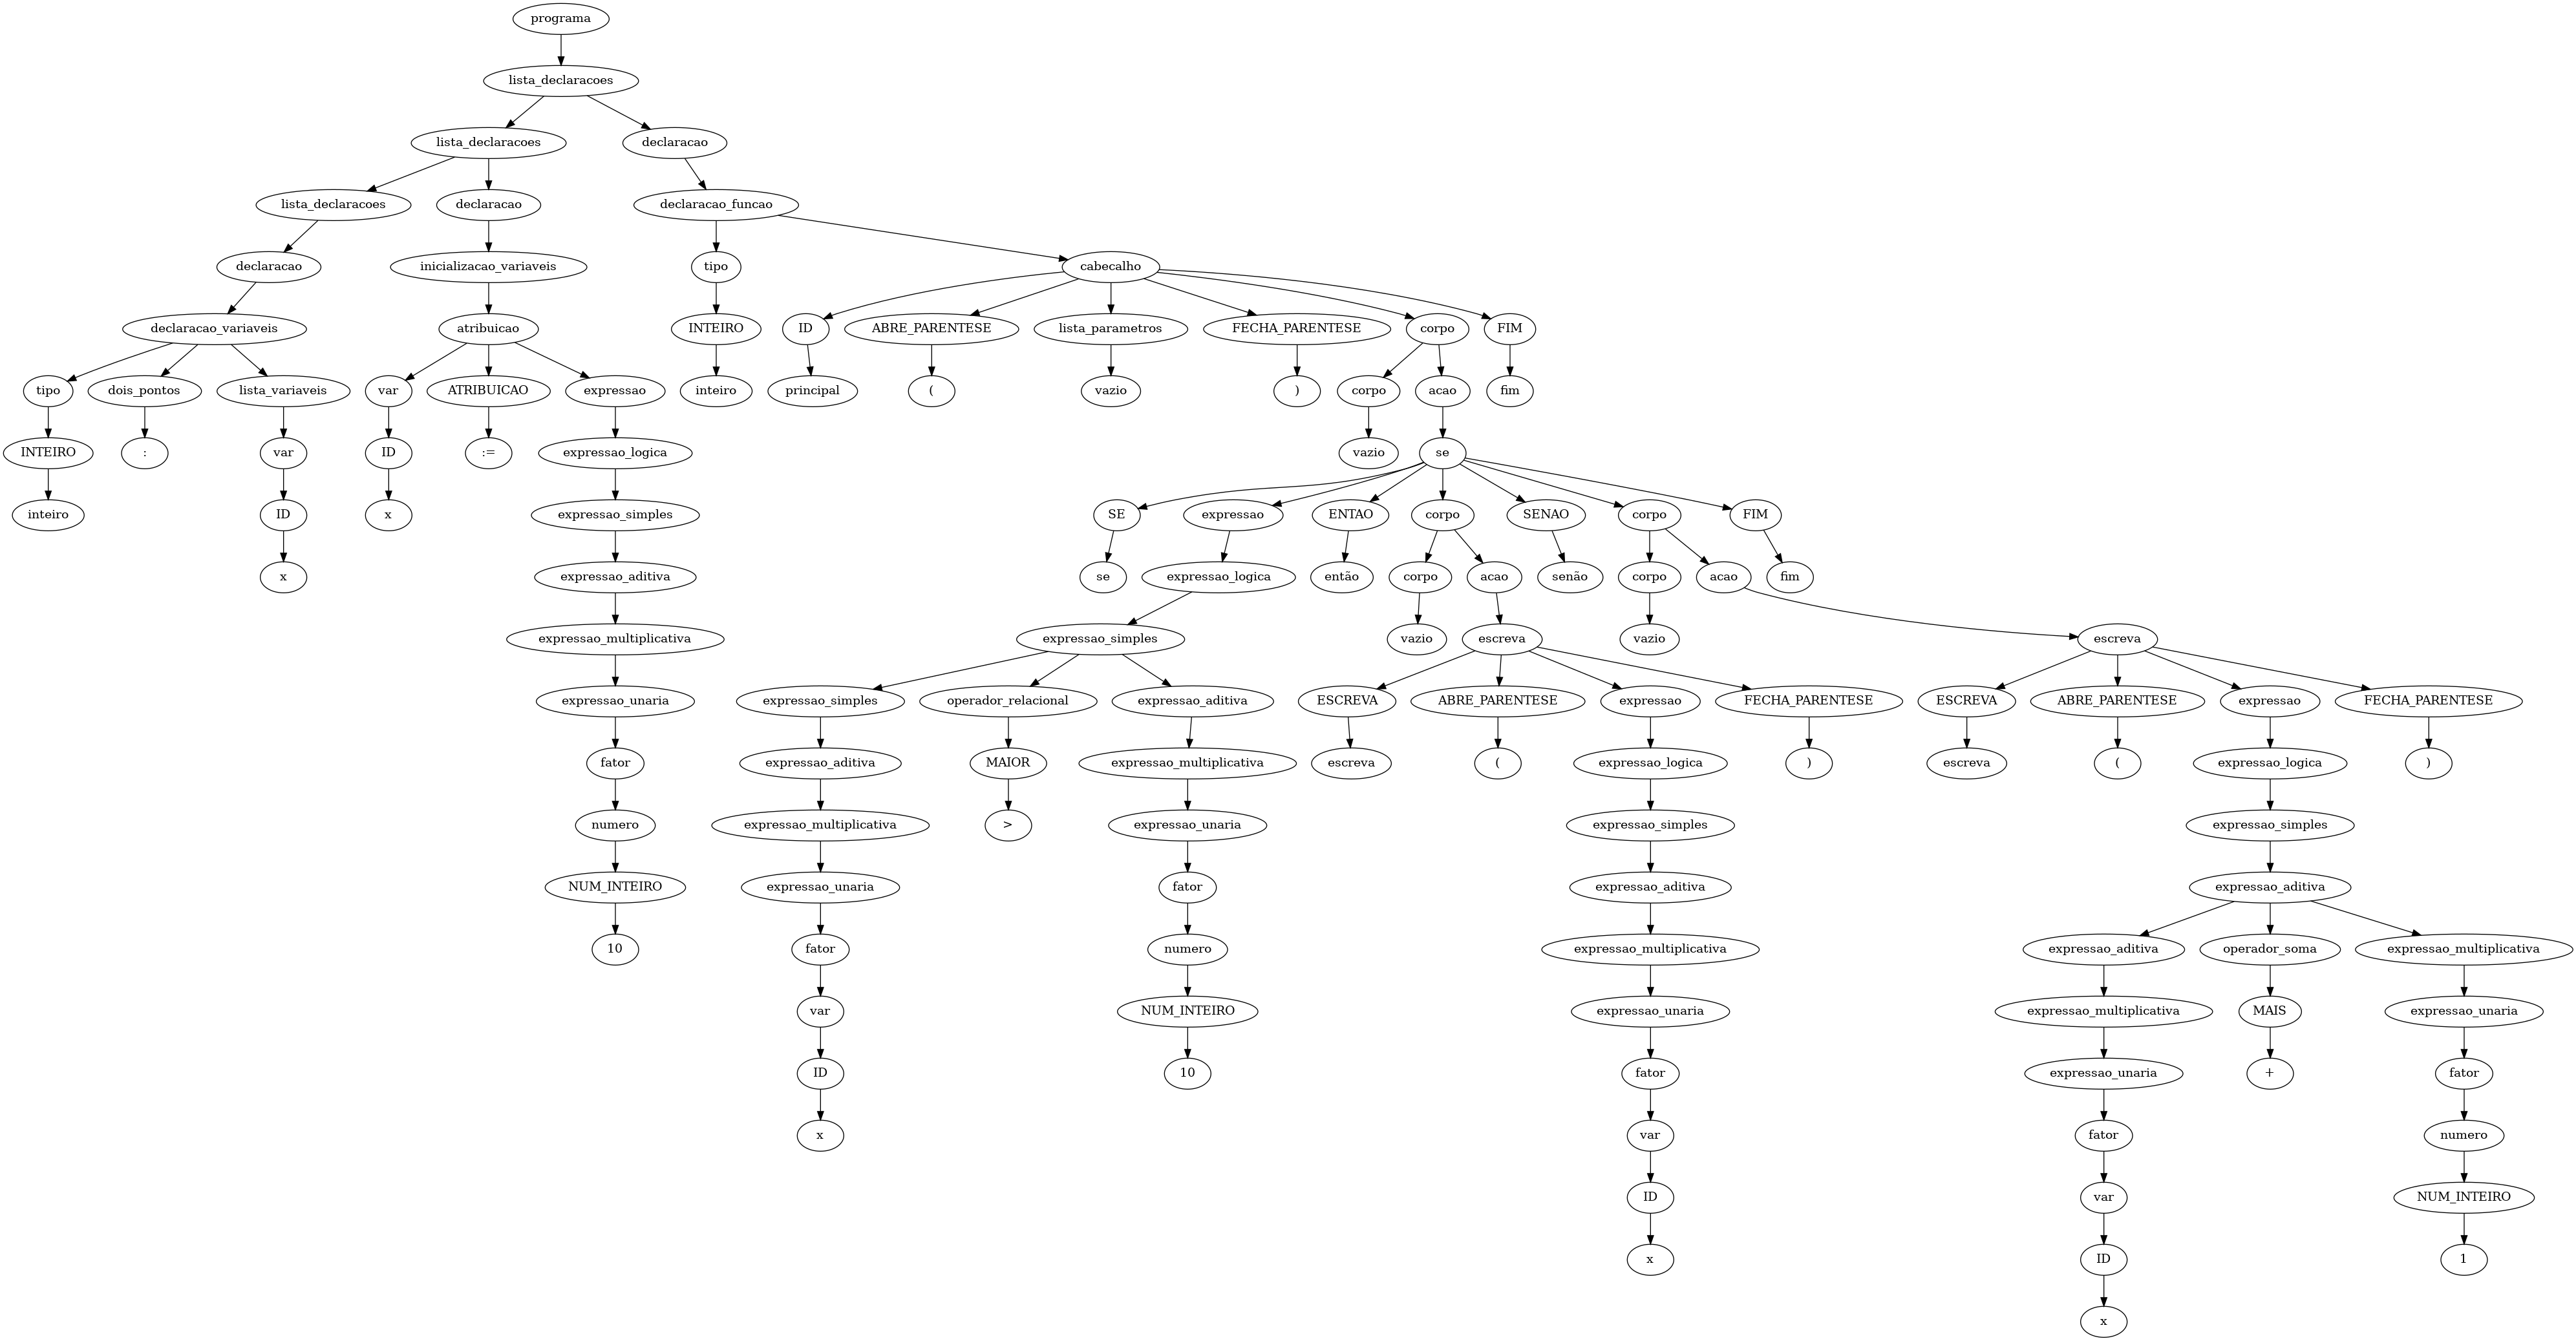 programa
lista_declaracoes
lista_declaracoes declaracao
lista_declaracoes declaracao declaracao_funcao
declaracao inicializacao_variaveis tipo cabecalho
declaracao_variaveis atribuicao INTEIRO ID ABRE_PARENTESE lista_parametros FECHA_PARENTESE corpo FIM
tipo dois_pontos lista_variaveis var ATRIBUICAO expressao inteiro principal ( vazio ) corpo acao fim
INTEIRO : var ID := expressao_logica vazio se
inteiro ID x expressao_simples SE expressao ENTAO corpo SENAO corpo FIM
x expressao_aditiva se expressao_logica então corpo acao senão corpo acao fim
expressao_multiplicativa expressao_simples vazio escreva vazio escreva
expressao_unaria expressao_simples operador_relacional expressao_aditiva ESCREVA ABRE_PARENTESE expressao FECHA_PARENTESE ESCREVA ABRE_PARENTESE expressao FECHA_PARENTESE
fator expressao_aditiva MAIOR expressao_multiplicativa escreva ( expressao_logica ) escreva ( expressao_logica )
numero expressao_multiplicativa > expressao_unaria expressao_simples expressao_simples
NUM_INTEIRO expressao_unaria fator expressao_aditiva expressao_aditiva
10 fator numero expressao_multiplicativa expressao_aditiva operador_soma expressao_multiplicativa
var NUM_INTEIRO expressao_unaria expressao_multiplicativa MAIS expressao_unaria
ID 10 fator expressao_unaria + fator
x var fator numero
ID var NUM_INTEIRO
x ID 1
x